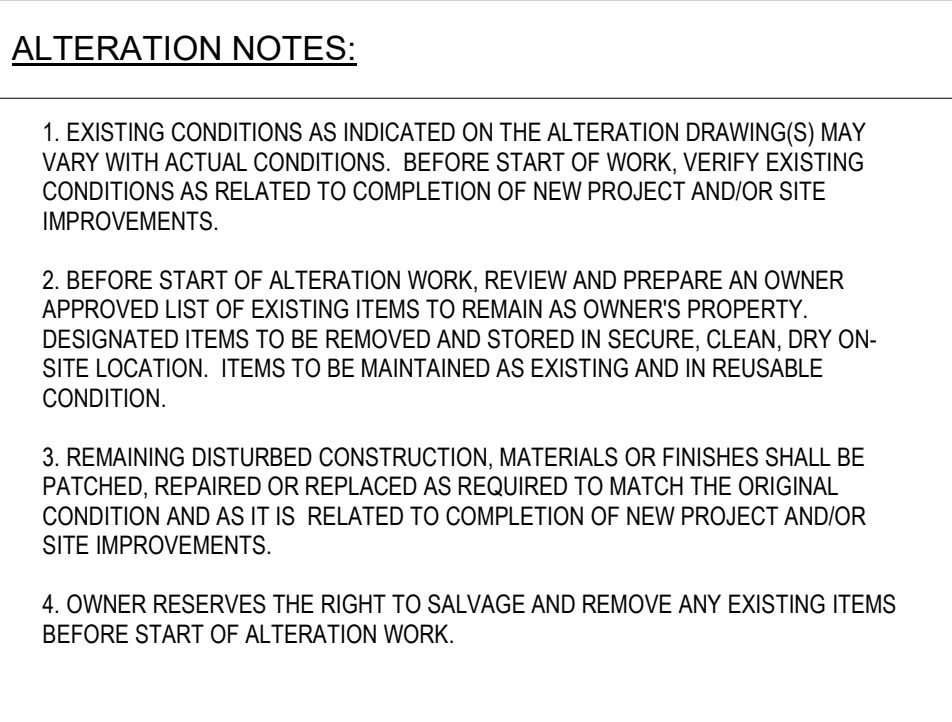 ALTERATION NOTES:
1. EXISTING CONDITIONS AS INDICATED ON THE ALTERATION DRAWING(S) MAY
VARY WITH ACTUAL CONDITIONS.  BEFORE START OF WORK, VERIFY EXISTING
CONDITIONS AS RELATED TO COMPLETION OF NEW PROJECT AND/OR SITE
IMPROVEMENTS.
2. BEFORE START OF ALTERATION WORK, REVIEW AND PREPARE AN OWNER
APPROVED LIST OF EXISTING ITEMS TO REMAIN AS OWNER'S PROPERTY.
DESIGNATED ITEMS TO BE REMOVED AND STORED IN SECURE, CLEAN, DRY ON-
SITE LOCATION.  ITEMS TO BE MAINTAINED AS EXISTING AND IN REUSABLE
CONDITION.
3. REMAINING DISTURBED CONSTRUCTION, MATERIALS OR FINISHES SHALL BE
PATCHED, REPAIRED OR REPLACED AS REQUIRED TO MATCH THE ORIGINAL
CONDITION AND AS IT IS  RELATED TO COMPLETION OF NEW PROJECT AND/OR
SITE IMPROVEMENTS.
4. OWNER RESERVES THE RIGHT TO SALVAGE AND REMOVE ANY EXISTING ITEMS
BEFORE START OF ALTERATION WORK.